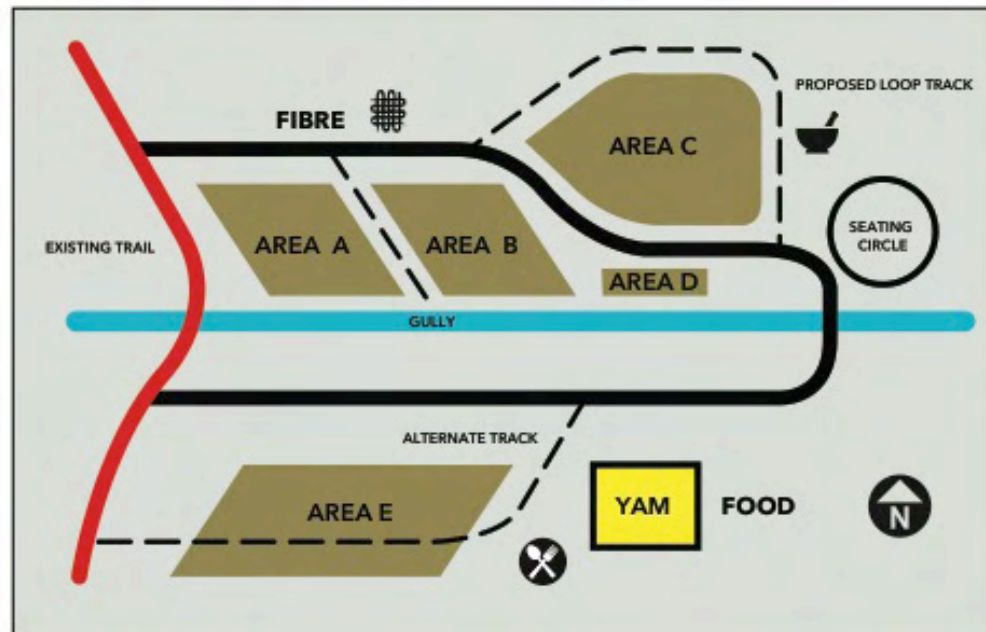 PROPOSED LOOP TRACK
FIBRE
AREA C
SEATING
CIRCLE
EXISTING TRAIL
AREA A
AREA B
AREA D
GULLY
ALTERNATE TRACK
AREA E
YAM
FOOD
N